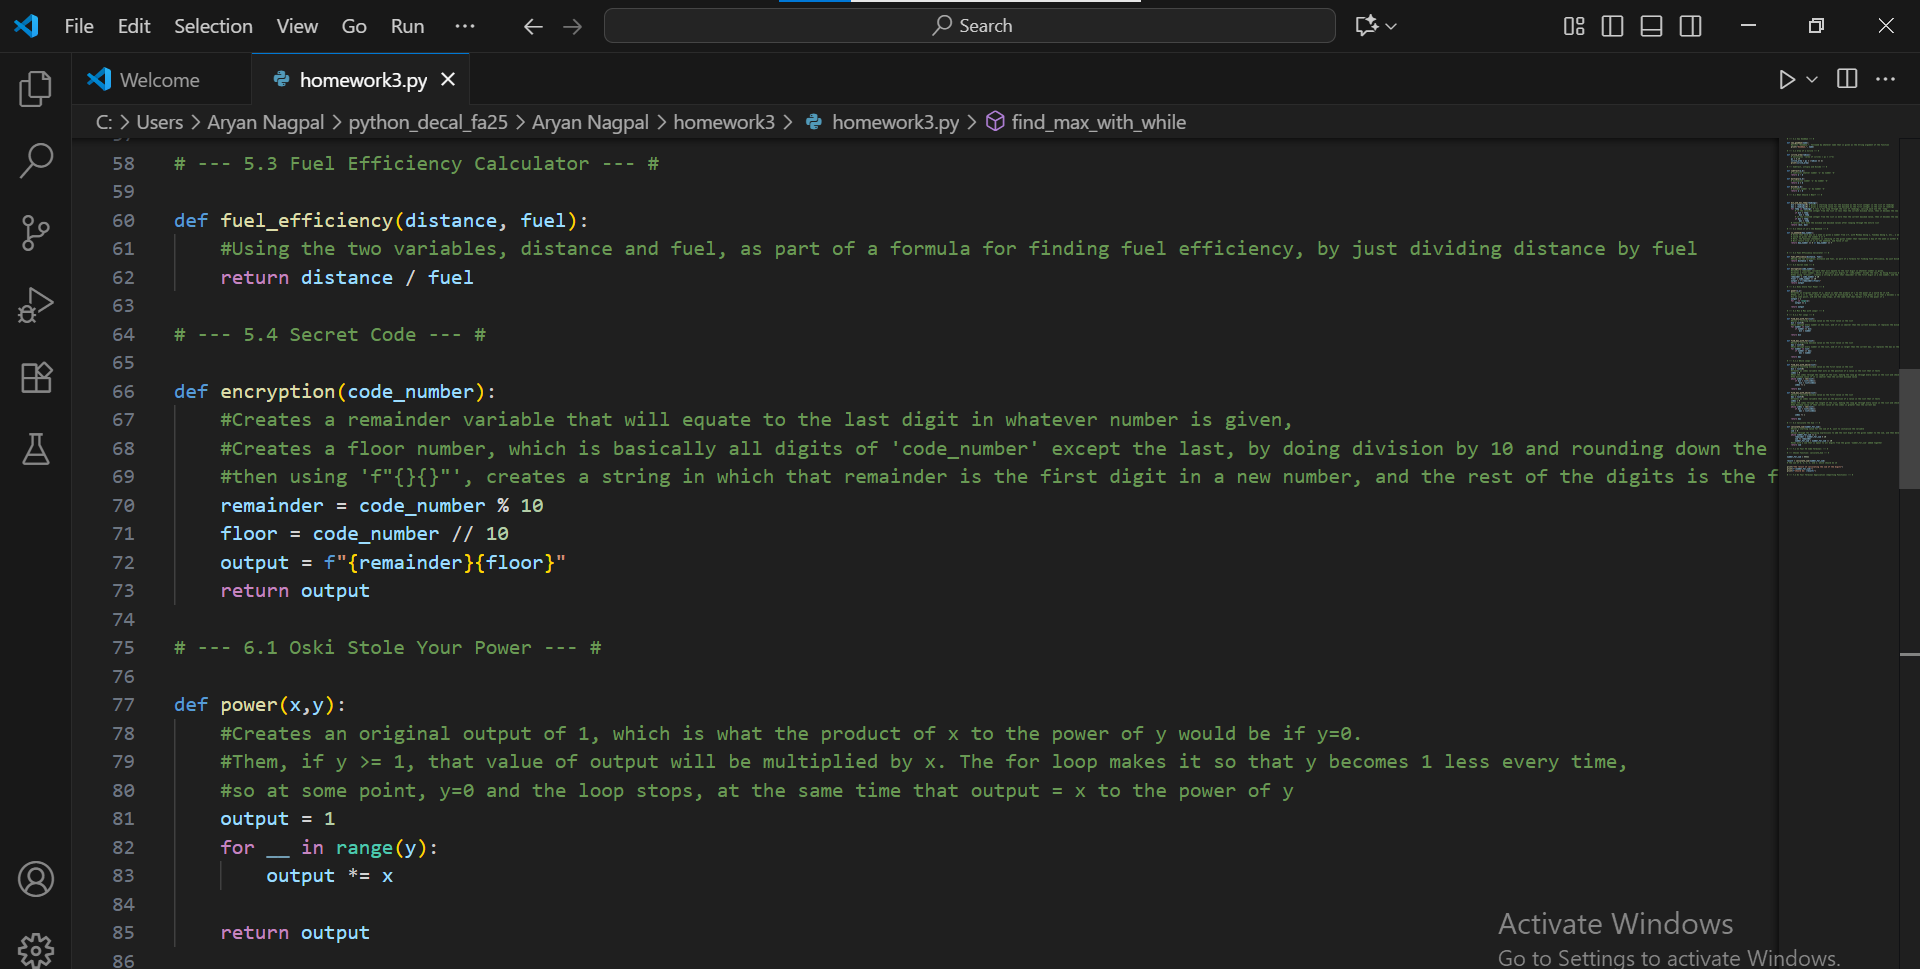 File Edit Selection View Go Run ··· Search
Welcome homework3.py
C: > Users > Aryan Nagpal > python_decal_fa25 > Aryan Nagpal > homework3 > homework3.py > find_max_with_while
58 # --- 5.3 Fuel Efficiency Calculator --- #
59
60 def fuel_efficiency(distance, fuel):
61 #Using the two variables, distance and fuel, as part of a formula for finding fuel efficiency, by just dividing distance by fuel
62 return distance / fuel
63
64 # --- 5.4 Secret Code --- #
65
66 def encryption(code_number):
67 #Creates a remainder variable that will equate to the last digit in whatever number is given,
68 #Creates a floor number, which is basically all digits of 'code_number' except the last, by doing division by 10 and rounding down the
69 #then using 'f"{}{}"', creates a string in which that remainder is the first digit in a new number, and the rest of the digits is the f
70 remainder = code_number % 10
71 floor = code_number // 10
72 output = f"{remainder}{floor}"
73 return output
74
75 # --- 6.1 Oski Stole Your Power --- #
76
77 def power(x,y):
78 #Creates an original output of 1, which is what the product of x to the power of y would be if y=0.
79 #Them, if y >= 1, that value of output will be multiplied by x. The for loop makes it so that y becomes 1 less every time,
80 #so at some point, y=0 and the loop stops, at the same time that output = x to the power of y
81 output = 1
82 for __ in range(y):
83 output *= x
84
85 return output
86
Activate Windows
Go to Settings to activate Windows.